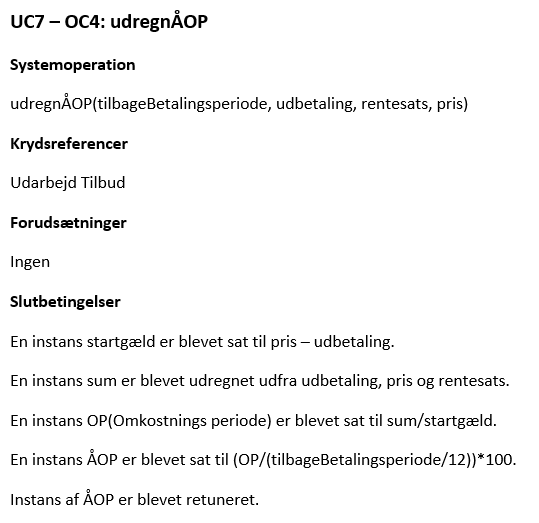 UC7 – OC4: udregnÅOP
Systemoperation
udregnÅOP(tilbageBetalingsperiode, udbetaling, rentesats, pris)
Krydsreferencer
Udarbejd Tilbud
Forudsætninger
Ingen
Slutbetingelser
En instans startgæld er blevet sat til pris – udbetaling.
En instans sum er blevet udregnet udfra udbetaling, pris og rentesats.
En instans OP(Omkostnings periode) er blevet sat til sum/startgæld.
En instans ÅOP er blevet sat til (OP/(tilbageBetalingsperiode/12))*100.
Instans af ÅOP er blevet retuneret.